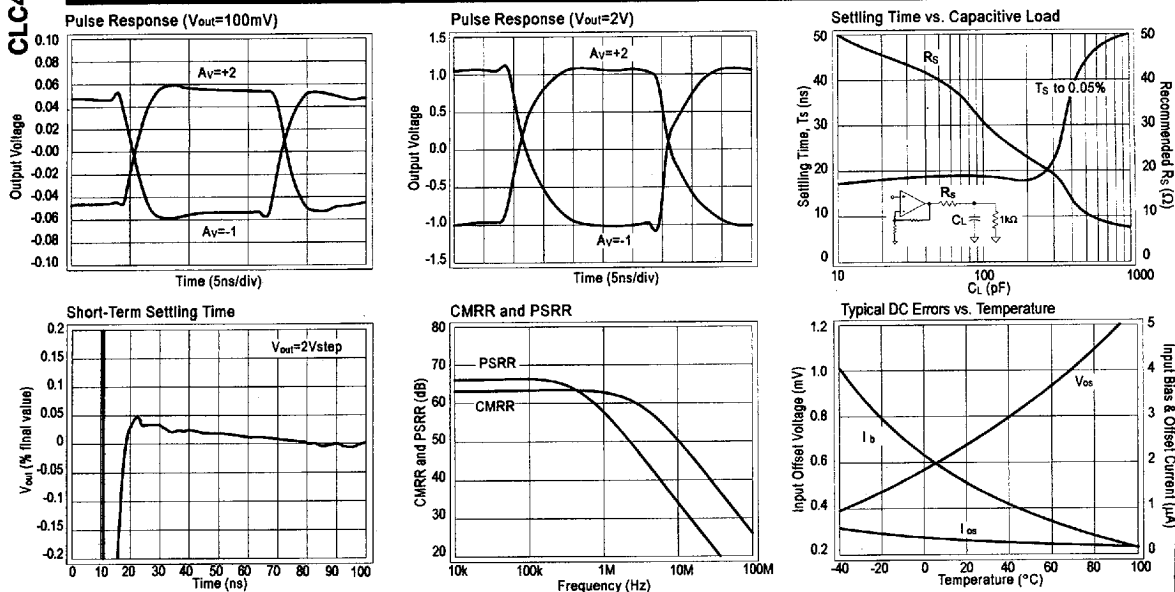 CLC4
Pulse Response (Vout=100mV)
0.10
0.08
0.06
0.04
0.02
-0.00
-0.02
-0.04
-0.06
-0.08
-0.10
Output Voltage
Av=+2
Av=-1
Time (5ns/div)
Pulse Response (Vout=2V)
1.5
1.0
0.5
0.0
-0.5
-1.0
-1.5
Output Voltage
Av=+2
Av=-1
Time (5ns/div)
Settling Time vs. Capacitive Load
50
40
30
20
10
0
Settling Time, Ts (ns)
Rs
Ts to 0.05%
Rs
CL
1kΩ
50
40
30
20
10
0
Recommended Rs (Ω)
10 100 1000
CL (pF)
Short-Term Settling Time
0.2
0.15
0.1
0.05
0
-0.05
-0.1
-0.15
-0.2
Vout (% final value)
Vout=2Vstep
0 10 20 30 40 50 60 70 80 90 100
Time (ns)
CMRR and PSRR
80
70
60
50
40
30
20
CMRR and PSRR (dB)
PSRR
CMRR
10k 100k 1M 10M 100M
Frequency (Hz)
Typical DC Errors vs. Temperature
1.2
1.0
0.8
0.6
0.4
0.2
Input Offset Voltage (mV)
Vos
Ib
Ios
5
4
3
2
1
0
Input Bias & Offset Current (µA)
-40 -20 0 20 40 60 80 100
Temperature (°C)